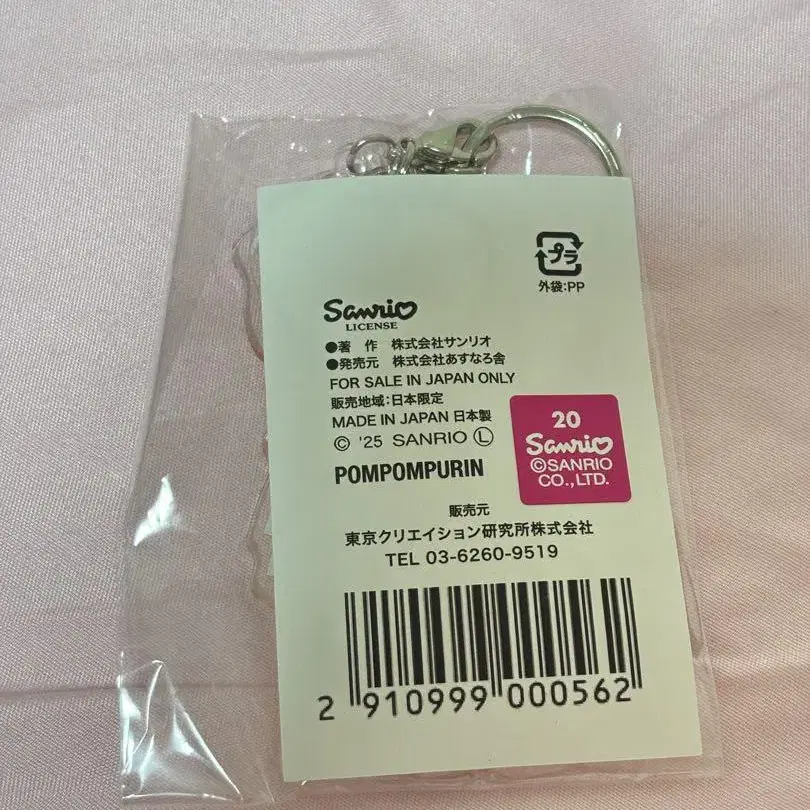 プラ
外袋:PP
Sanrio
LICENSE
●著 作 株式会社サンリオ
●発売元 株式会社あすなろ舎
FOR SALE IN JAPAN ONLY
販売地域:日本限定
MADE IN JAPAN 日本製
© '25 SANRIO Ⓛ
POMPOMPURIN
20
Sanrio
©SANRIO
CO.,LTD.
販売元
東京クリエイション研究所株式会社
TEL 03-6260-9519
2 910999 000562